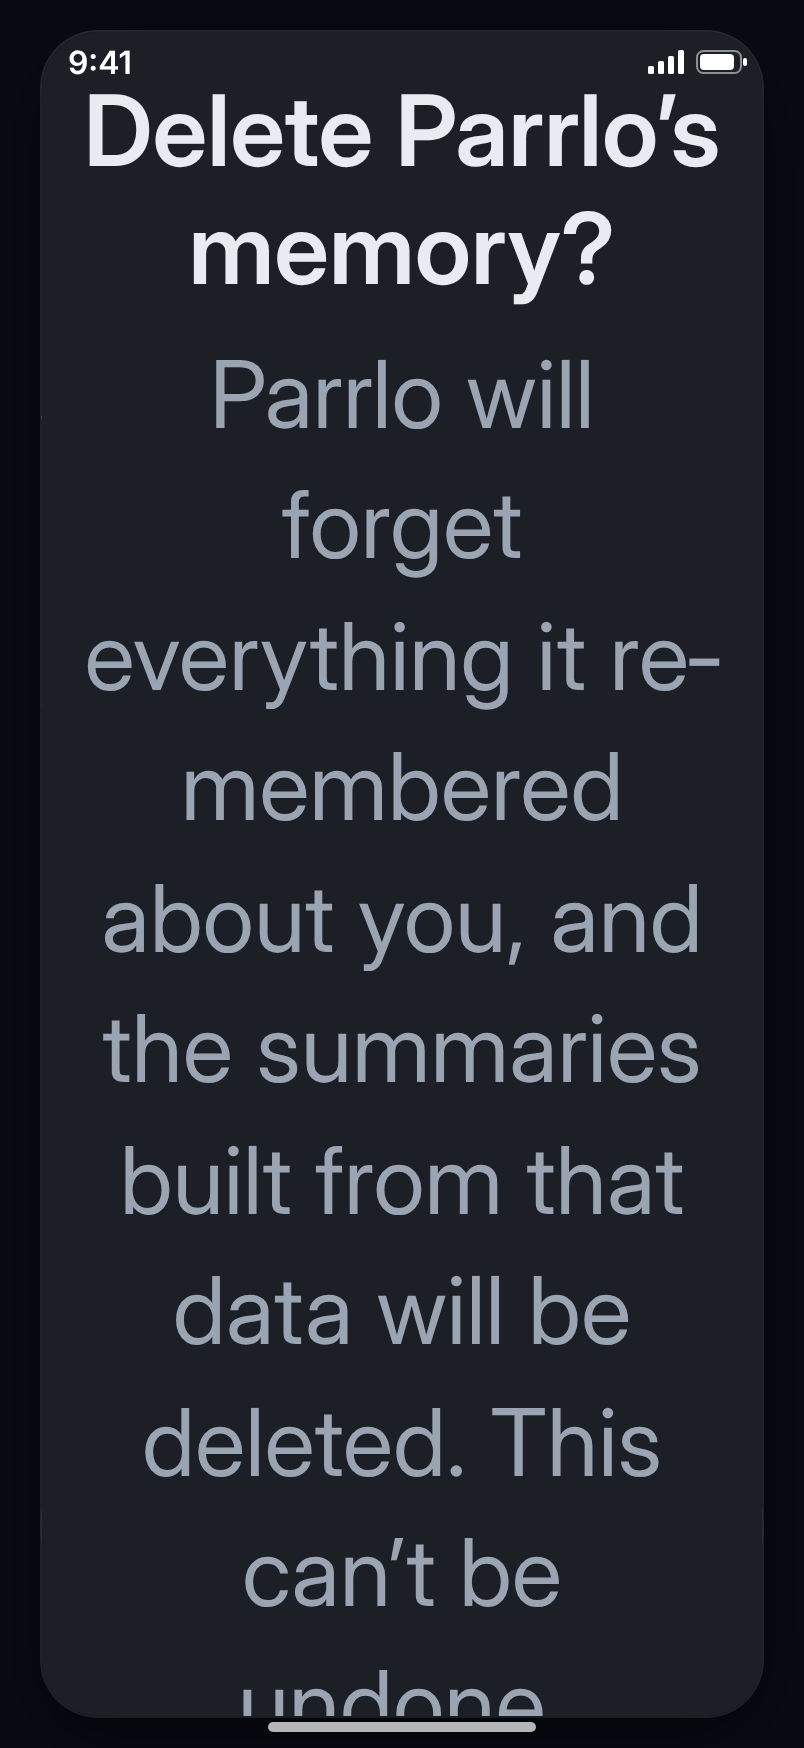 9:41
Delete Parrlo’s
memory?
Parrlo will
forget
everything it re-
membered
about you, and
the summaries
built from that
data will be
deleted. This
can’t be
undone